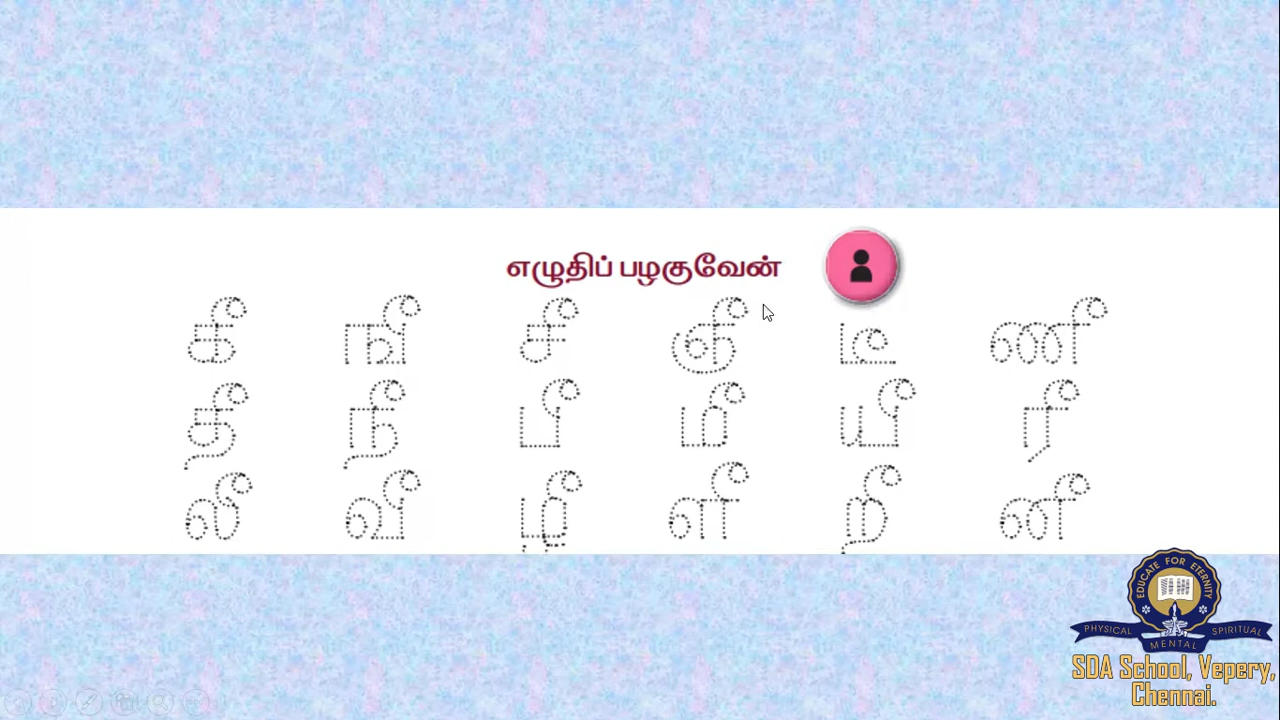 எழுதிப் பழகுவேன்
கீ ஙீ சீ ஞீ டீ ணீ
தீ நீ பீ மீ யீ ரீ
லீ வீ ழீ ளீ றீ னீ
EDUCATE FOR ETERNITY
PHYSICAL MENTAL SPIRITUAL
SDA School, Vepery,
Chennai.